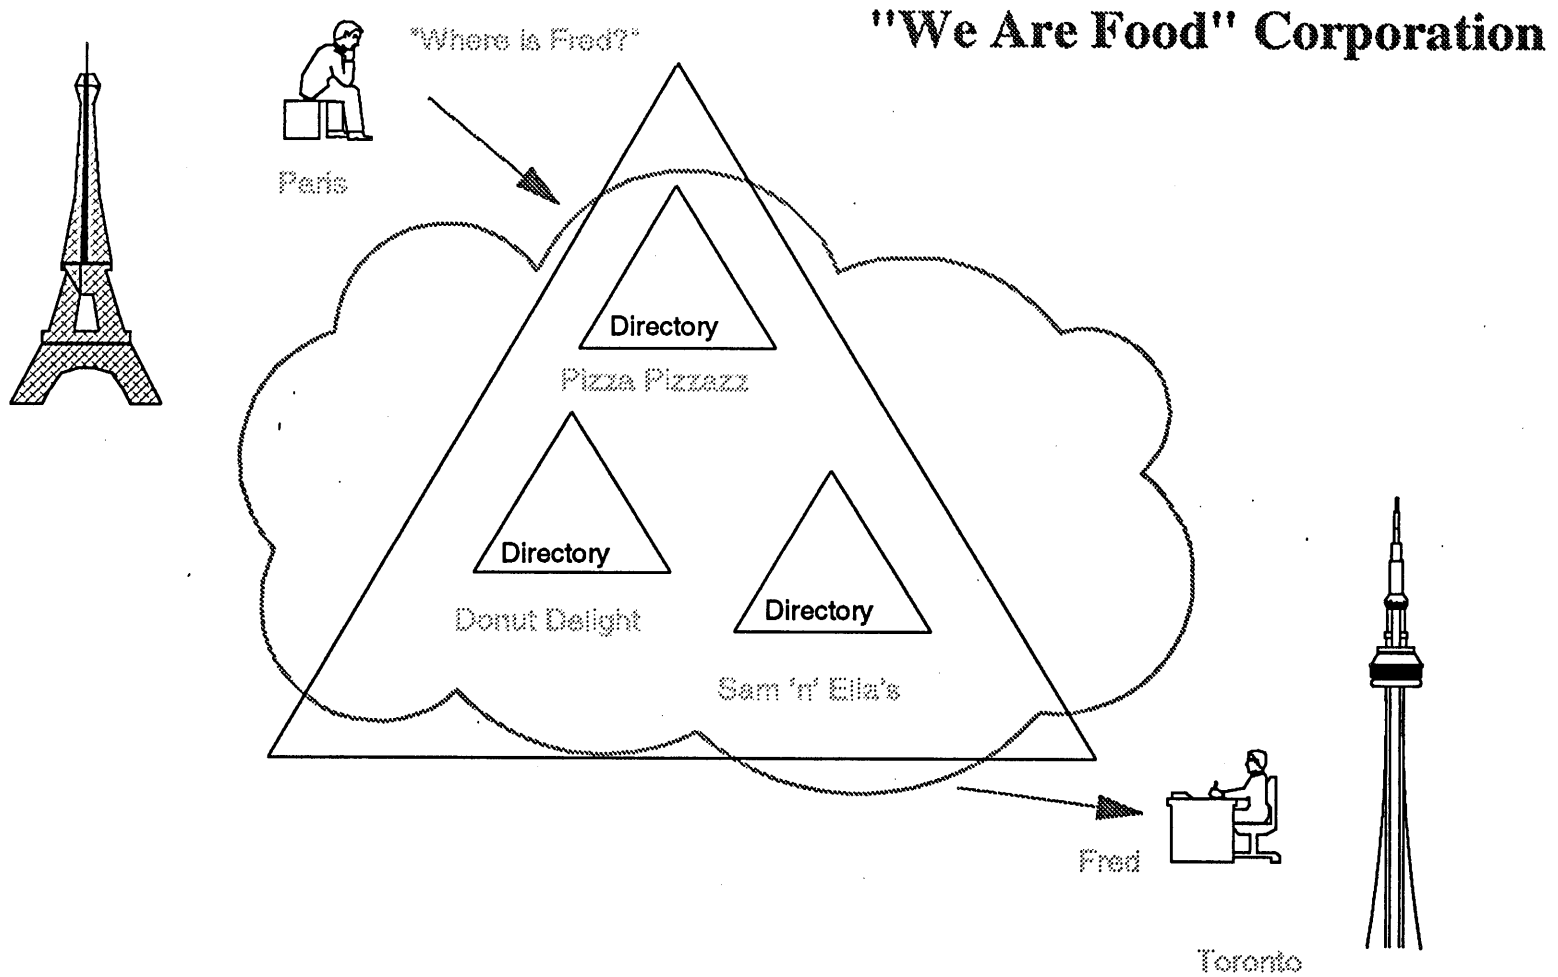 "We Are Food" Corporation
"Where is Fred?"
Paris
Directory
Pizza Pizzazz
Directory
Donut Delight
Directory
Sam 'n' Ella's
Fred
Toronto